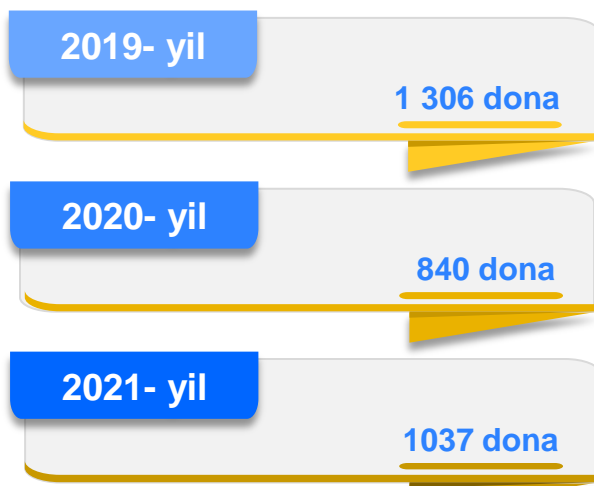 2019- yil
1 306 dona
2020- yil
840 dona
2021- yil
1037 dona